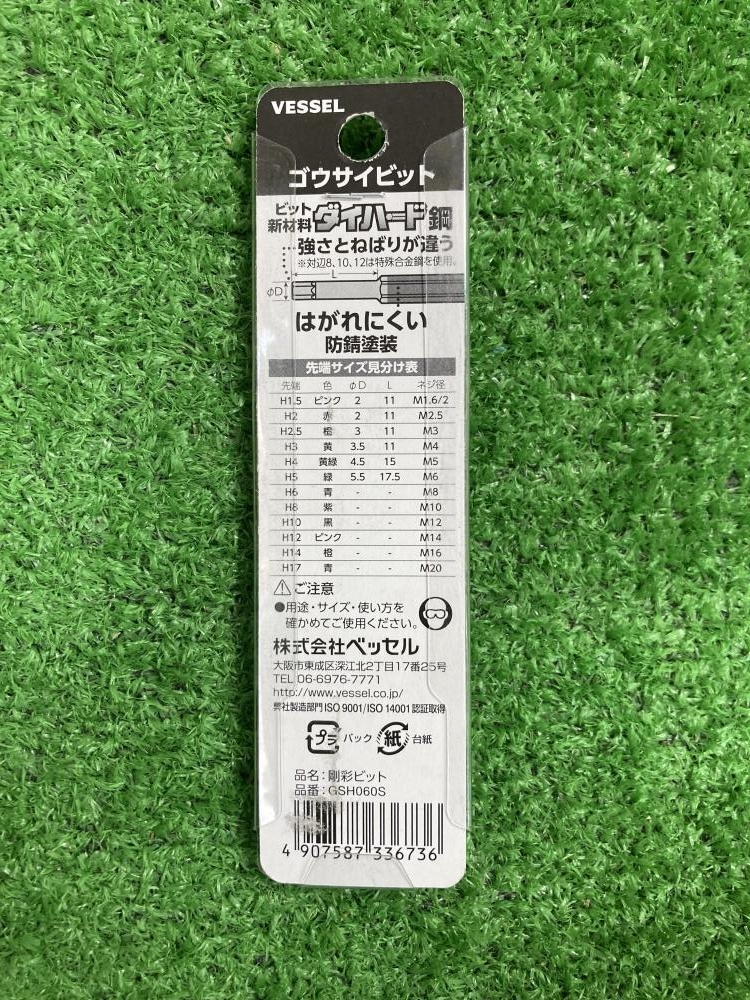 VESSEL
ゴウサイビット
ビット
新材料 ダイハード鋼
強さとねばりが違う
※対辺8、10、12は特殊合金鋼を使用。
L
φD
はがれにくい
防錆塗装
先端サイズ見分け表
先端 色 φD L ネジ径
H1.5 ピンク 2 11 M1.6/2
H2 赤 2 11 M2.5
H2.5 橙 3 11 M3
H3 黄 3.5 11 M4
H4 黄緑 4.5 15 M5
H5 緑 5.5 17.5 M6
H6 青 - - M8
H8 紫 - - M10
H10 黒 - - M12
H12 ピンク - - M14
H14 橙 - - M16
H17 青 - - M20
ご注意
●用途・サイズ・使い方を
確かめてご使用ください。
株式会社ベッセル
大阪市東成区深江北2丁目17番25号
TEL 06-6976-7771
http://www.vessel.co.jp/
弊社製造部門 ISO 9001/ISO 14001 認証取得
プラ パック 紙 台紙
品名：剛彩ビット
品番：GSH060S
4 907587 336736